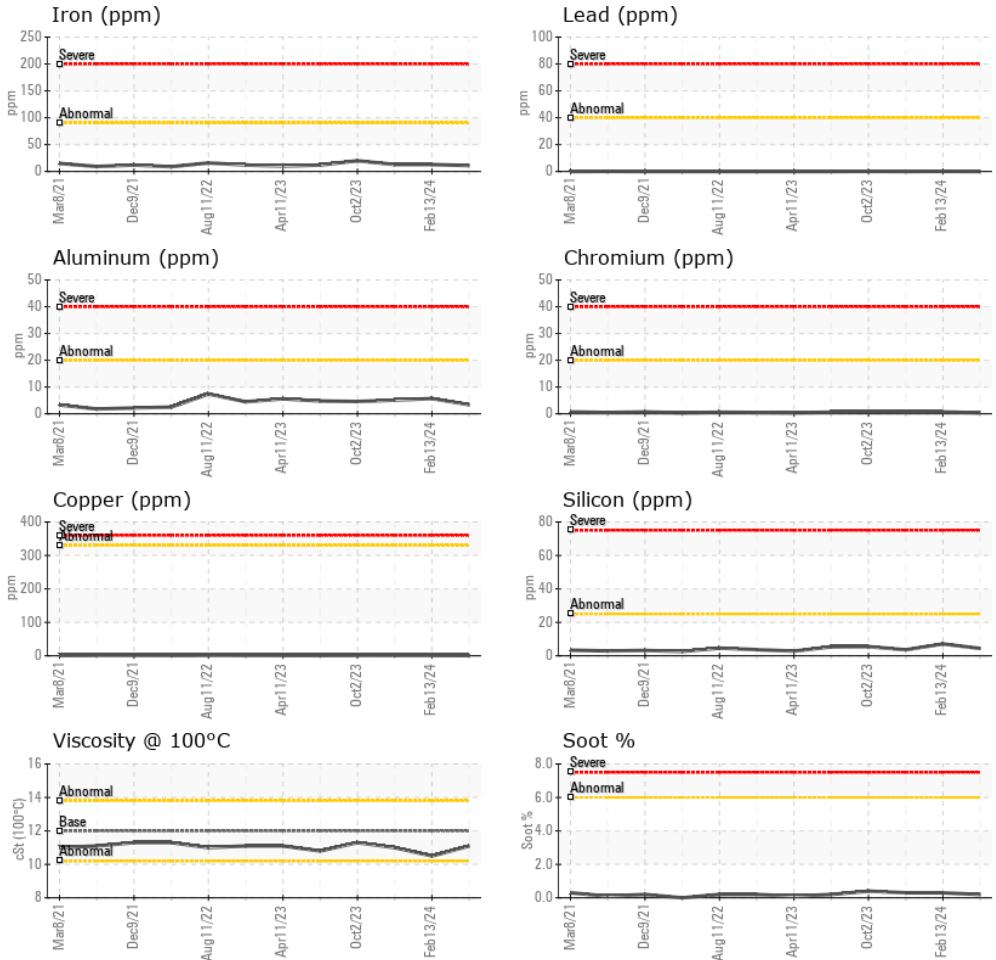 Iron (ppm)
250
200
150
100
50
0
ppm
Severe
Abnormal
Mar8/21
Dec9/21
Aug11/22
Apr11/23
Oct2/23
Feb13/24
Lead (ppm)
100
80
60
40
20
0
ppm
Severe
Abnormal
Mar8/21
Dec9/21
Aug11/22
Apr11/23
Oct2/23
Feb13/24
Aluminum (ppm)
50
40
30
20
10
0
ppm
Severe
Abnormal
Mar8/21
Dec9/21
Aug11/22
Apr11/23
Oct2/23
Feb13/24
Chromium (ppm)
50
40
30
20
10
0
ppm
Severe
Abnormal
Mar8/21
Dec9/21
Aug11/22
Apr11/23
Oct2/23
Feb13/24
Copper (ppm)
400
300
200
100
0
ppm
Severe
Abnormal
Mar8/21
Dec9/21
Aug11/22
Apr11/23
Oct2/23
Feb13/24
Silicon (ppm)
80
60
40
20
0
ppm
Severe
Abnormal
Mar8/21
Dec9/21
Aug11/22
Apr11/23
Oct2/23
Feb13/24
Viscosity @ 100°C
16
14
12
10
8
cSt (100°C)
Abnormal
Base
Abnormal
Mar8/21
Dec9/21
Aug11/22
Apr11/23
Oct2/23
Feb13/24
Soot %
8.0
6.0
4.0
2.0
0.0
Soot %
Severe
Abnormal
Mar8/21
Dec9/21
Aug11/22
Apr11/23
Oct2/23
Feb13/24